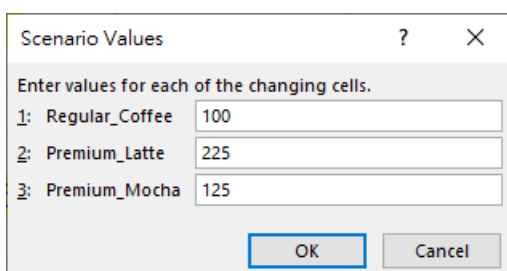 Scenario Values ? ×
Enter values for each of the changing cells.
1: Regular_Coffee 100
2: Premium_Latte 225
3: Premium_Mocha 125
OK Cancel